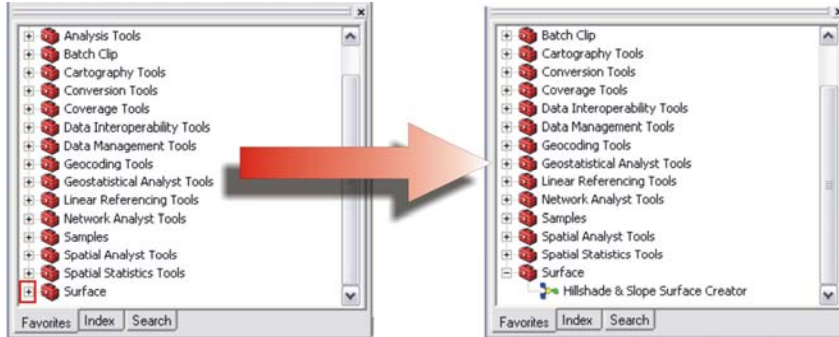 Analysis Tools
Batch Clip
Cartography Tools
Conversion Tools
Coverage Tools
Data Interoperability Tools
Data Management Tools
Geocoding Tools
Geostatistical Analyst Tools
Linear Referencing Tools
Network Analyst Tools
Samples
Spatial Analyst Tools
Spatial Statistics Tools
Surface
Favorites Index Search
Batch Clip
Cartography Tools
Conversion Tools
Coverage Tools
Data Interoperability Tools
Data Management Tools
Geocoding Tools
Geostatistical Analyst Tools
Linear Referencing Tools
Network Analyst Tools
Samples
Spatial Analyst Tools
Spatial Statistics Tools
Surface
Hillshade & Slope Surface Creator
Favorites Index Search